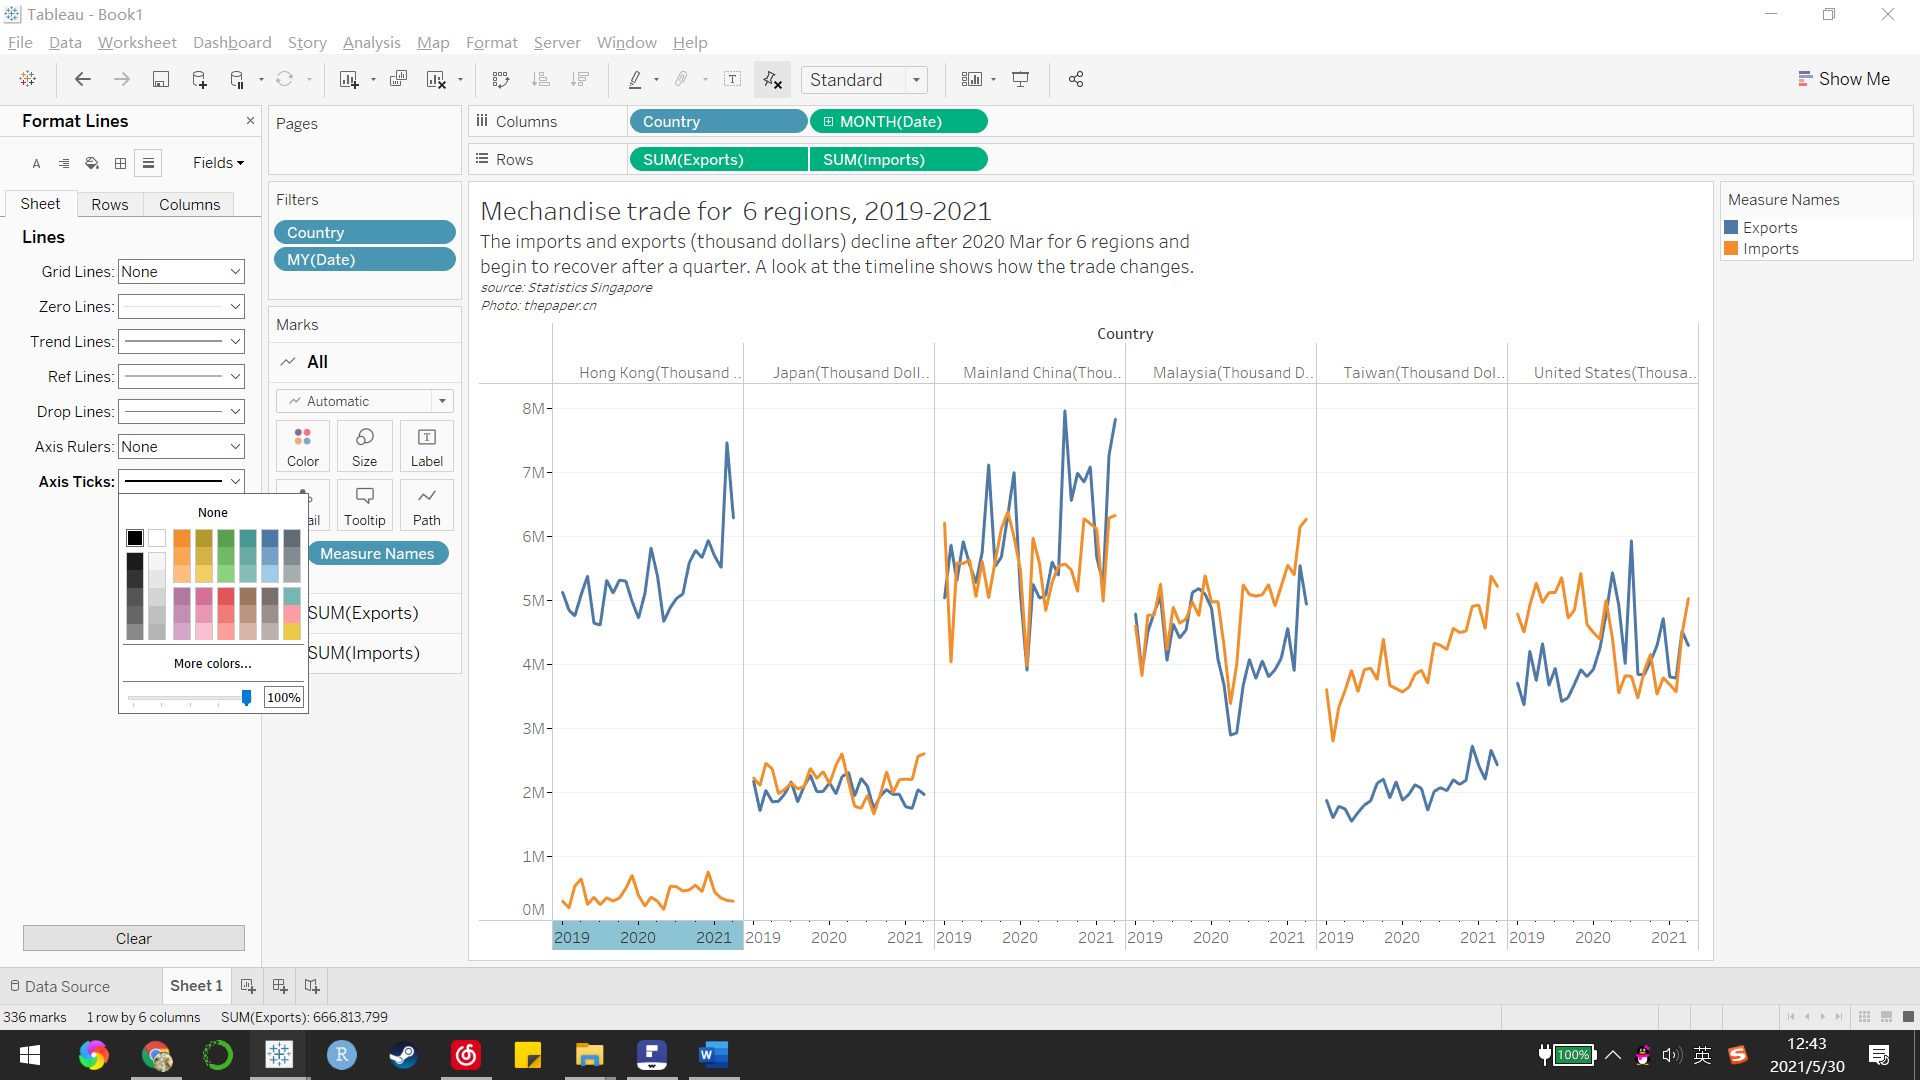 Tableau - Book1
File Data Worksheet Dashboard Story Analysis Map Format Server Window Help
Standard
Show Me
Format Lines
Fields
Sheet Rows Columns
Lines
Grid Lines: None
Zero Lines:
Trend Lines:
Ref Lines:
Drop Lines:
Axis Rulers: None
Axis Ticks:
None
More colors...
100%
Clear
Pages
Filters
Country
MY(Date)
Marks
All
Automatic
Color Size Label
ail Tooltip Path
Measure Names
SUM(Exports)
SUM(Imports)
Columns Country MONTH(Date)
Rows SUM(Exports) SUM(Imports)
Mechandise trade for 6 regions, 2019-2021
The imports and exports (thousand dollars) decline after 2020 Mar for 6 regions and
begin to recover after a quarter. A look at the timeline shows how the trade changes.
source: Statistics Singapore
Photo: thepaper.cn
Country
Hong Kong(Thousand .. Japan(Thousand Doll.. Mainland China(Thou.. Malaysia(Thousand D.. Taiwan(Thousand Dol.. United States(Thousa..
8M
7M
6M
5M
4M
3M
2M
1M
0M
2019 2020 2021 2019 2020 2021 2019 2020 2021 2019 2020 2021 2019 2020 2021 2019 2020 2021
Measure Names
Exports
Imports
Data Source Sheet 1
336 marks 1 row by 6 columns SUM(Exports): 666,813,799
100% 英 12:43
2021/5/30